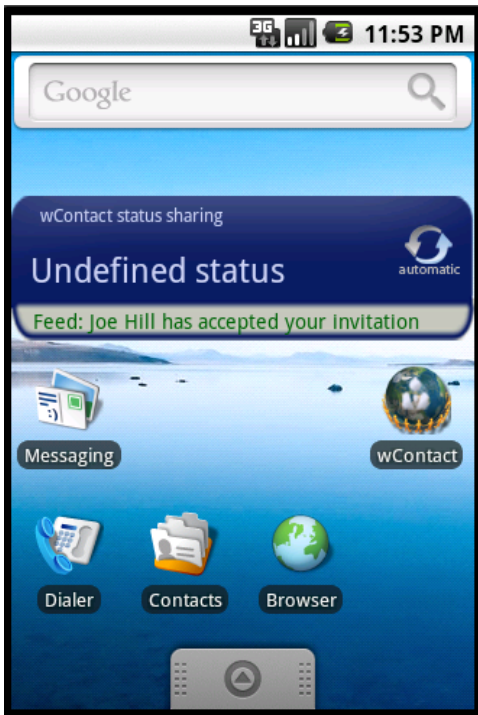 3G 11:53 PM
Google
wContact status sharing
Undefined status
automatic
Feed: Joe Hill has accepted your invitation
Messaging
wContact
Dialer Contacts Browser